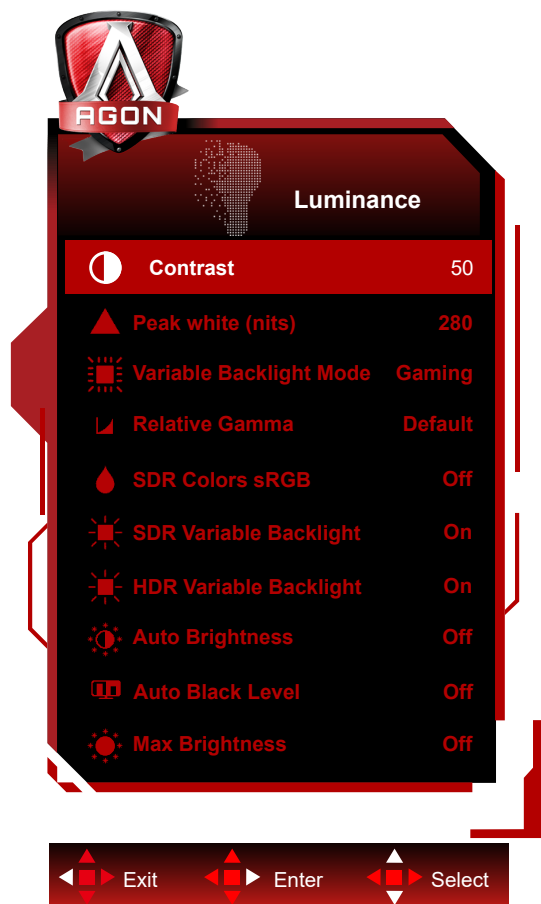 AGON
Luminance
Contrast 50
Peak white (nits) 280
Variable Backlight Mode Gaming
Relative Gamma Default
SDR Colors sRGB Off
SDR Variable Backlight On
HDR Variable Backlight On
Auto Brightness Off
Auto Black Level Off
Max Brightness Off
Exit Enter Select